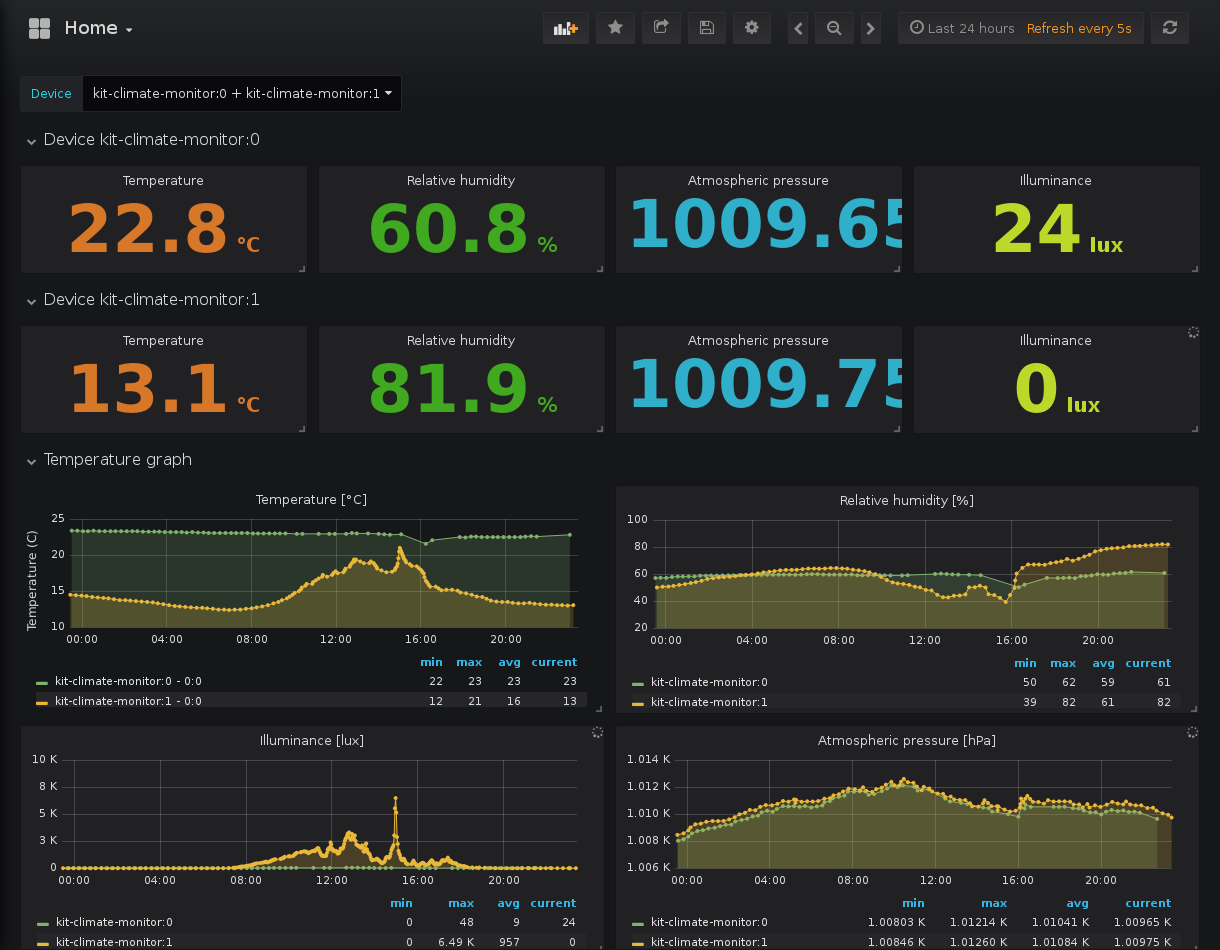 Home
Last 24 hours Refresh every 5s
Device kit-climate-monitor:0 + kit-climate-monitor:1
Device kit-climate-monitor:0
Temperature Relative humidity Atmospheric pressure Illuminance
22.8 °C 60.8 % 1009.65 24 lux
Device kit-climate-monitor:1
Temperature Relative humidity Atmospheric pressure Illuminance
13.1 °C 81.9 % 1009.75 0 lux
Temperature graph
Temperature [°C]
Temperature (C)
25
20
15
10
00:00 04:00 08:00 12:00 16:00 20:00
min max avg current
kit-climate-monitor:0 - 0:0 22 23 23 23
kit-climate-monitor:1 - 0:0 12 21 16 13
Relative humidity [%]
100
80
60
40
20
00:00 04:00 08:00 12:00 16:00 20:00
min max avg current
kit-climate-monitor:0 50 62 59 61
kit-climate-monitor:1 39 82 61 82
Illuminance [lux]
10 K
8 K
5 K
3 K
0
00:00 04:00 08:00 12:00 16:00 20:00
min max avg current
kit-climate-monitor:0 0 48 9 24
kit-climate-monitor:1 0 6.49 K 957 0
Atmospheric pressure [hPa]
1.014 K
1.012 K
1.010 K
1.008 K
1.006 K
00:00 04:00 08:00 12:00 16:00 20:00
min max avg current
kit-climate-monitor:0 1.00803 K 1.01214 K 1.01041 K 1.00965 K
kit-climate-monitor:1 1.00846 K 1.01260 K 1.01084 K 1.00975 K